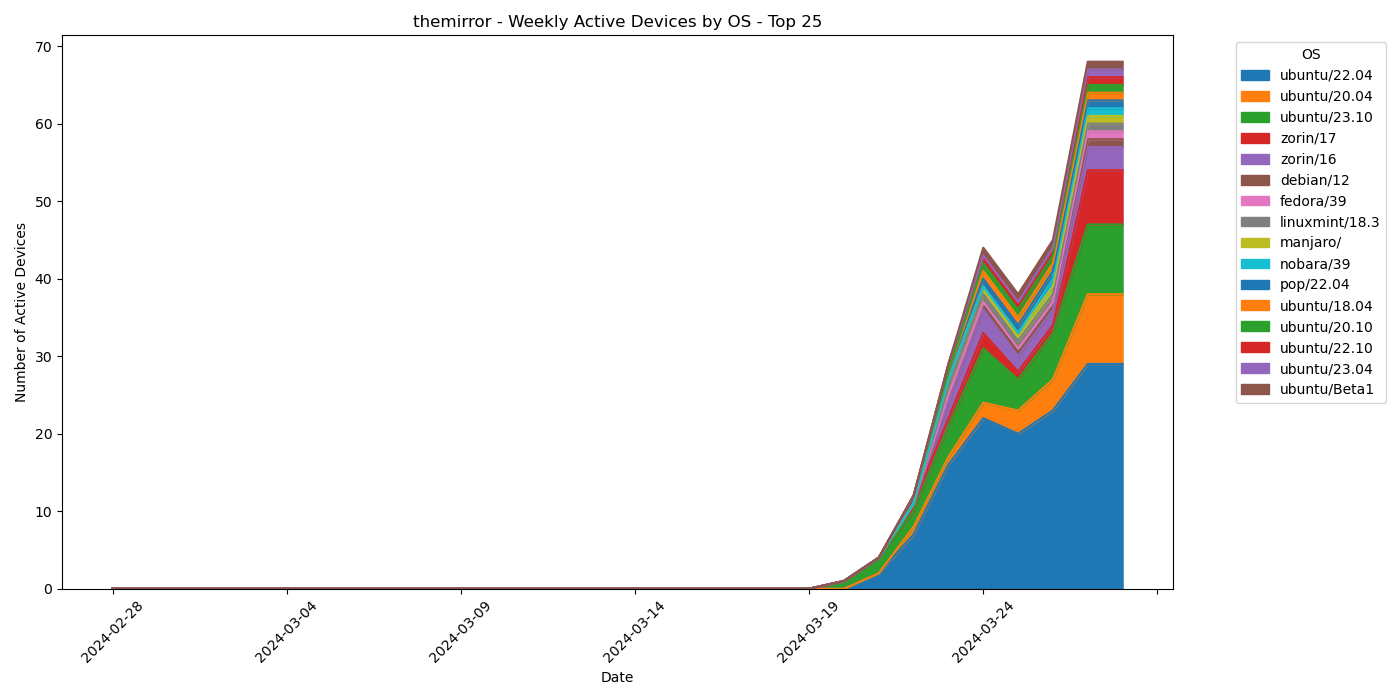 themirror - Weekly Active Devices by OS - Top 25
70
60
50
40
30
20
10
0
Number of Active Devices
2024-02-28
2024-03-04
2024-03-09
2024-03-14
2024-03-19
2024-03-24
Date
OS
ubuntu/22.04
ubuntu/20.04
ubuntu/23.10
zorin/17
zorin/16
debian/12
fedora/39
linuxmint/18.3
manjaro/
nobara/39
pop/22.04
ubuntu/18.04
ubuntu/20.10
ubuntu/22.10
ubuntu/23.04
ubuntu/Beta1